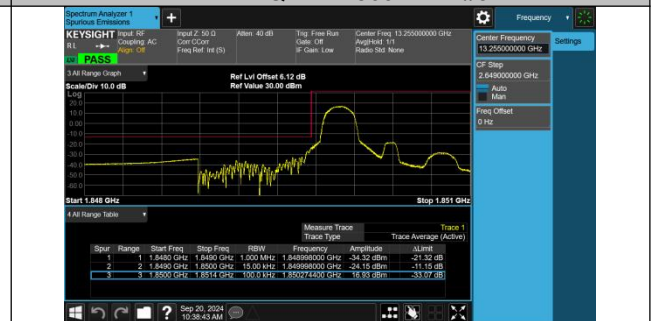 Spectrum Analyzer 1
Spurious Emissions
Frequency
KEYSIGHT Input: RF Input Z: 50 Ω Atten: 40 dB Trig: Free Run Center Freq: 13.255000000 GHz
RL Coupling: AC Corr CCorr Gate: Off Avg|Hold: 1/1
Align: Off Freq Ref: Int (S) IF Gain: Low Radio Std: None
PASS
Center Frequency
13.255000000 GHz
Settings
CF Step
2.649000000 GHz
Auto
Man
Freq Offset
0 Hz
3 All Range Graph
Ref Lvl Offset 6.12 dB
Scale/Div 10.0 dB Ref Value 30.00 dBm
Log
20.0
10.0
0.00
-10.0
-20.0
-30.0
-40.0
-50.0
-60.0
Start 1.848 GHz Stop 1.851 GHz
4 All Range Table
Measure Trace Trace 1
Trace Type Trace Average (Active)
Spur Range Start Freq Stop Freq RBW Frequency Amplitude ΔLimit
1 1 1.8480 GHz 1.8490 GHz 1.000 MHz 1.848998000 GHz -34.32 dBm -21.32 dB
2 2 1.8490 GHz 1.8500 GHz 15.00 kHz 1.849998000 GHz -24.15 dBm -11.15 dB
3 3 1.8500 GHz 1.8514 GHz 100.0 kHz 1.850274400 GHz 16.93 dBm -33.07 dB
? Sep 20, 2024
10:38:43 AM